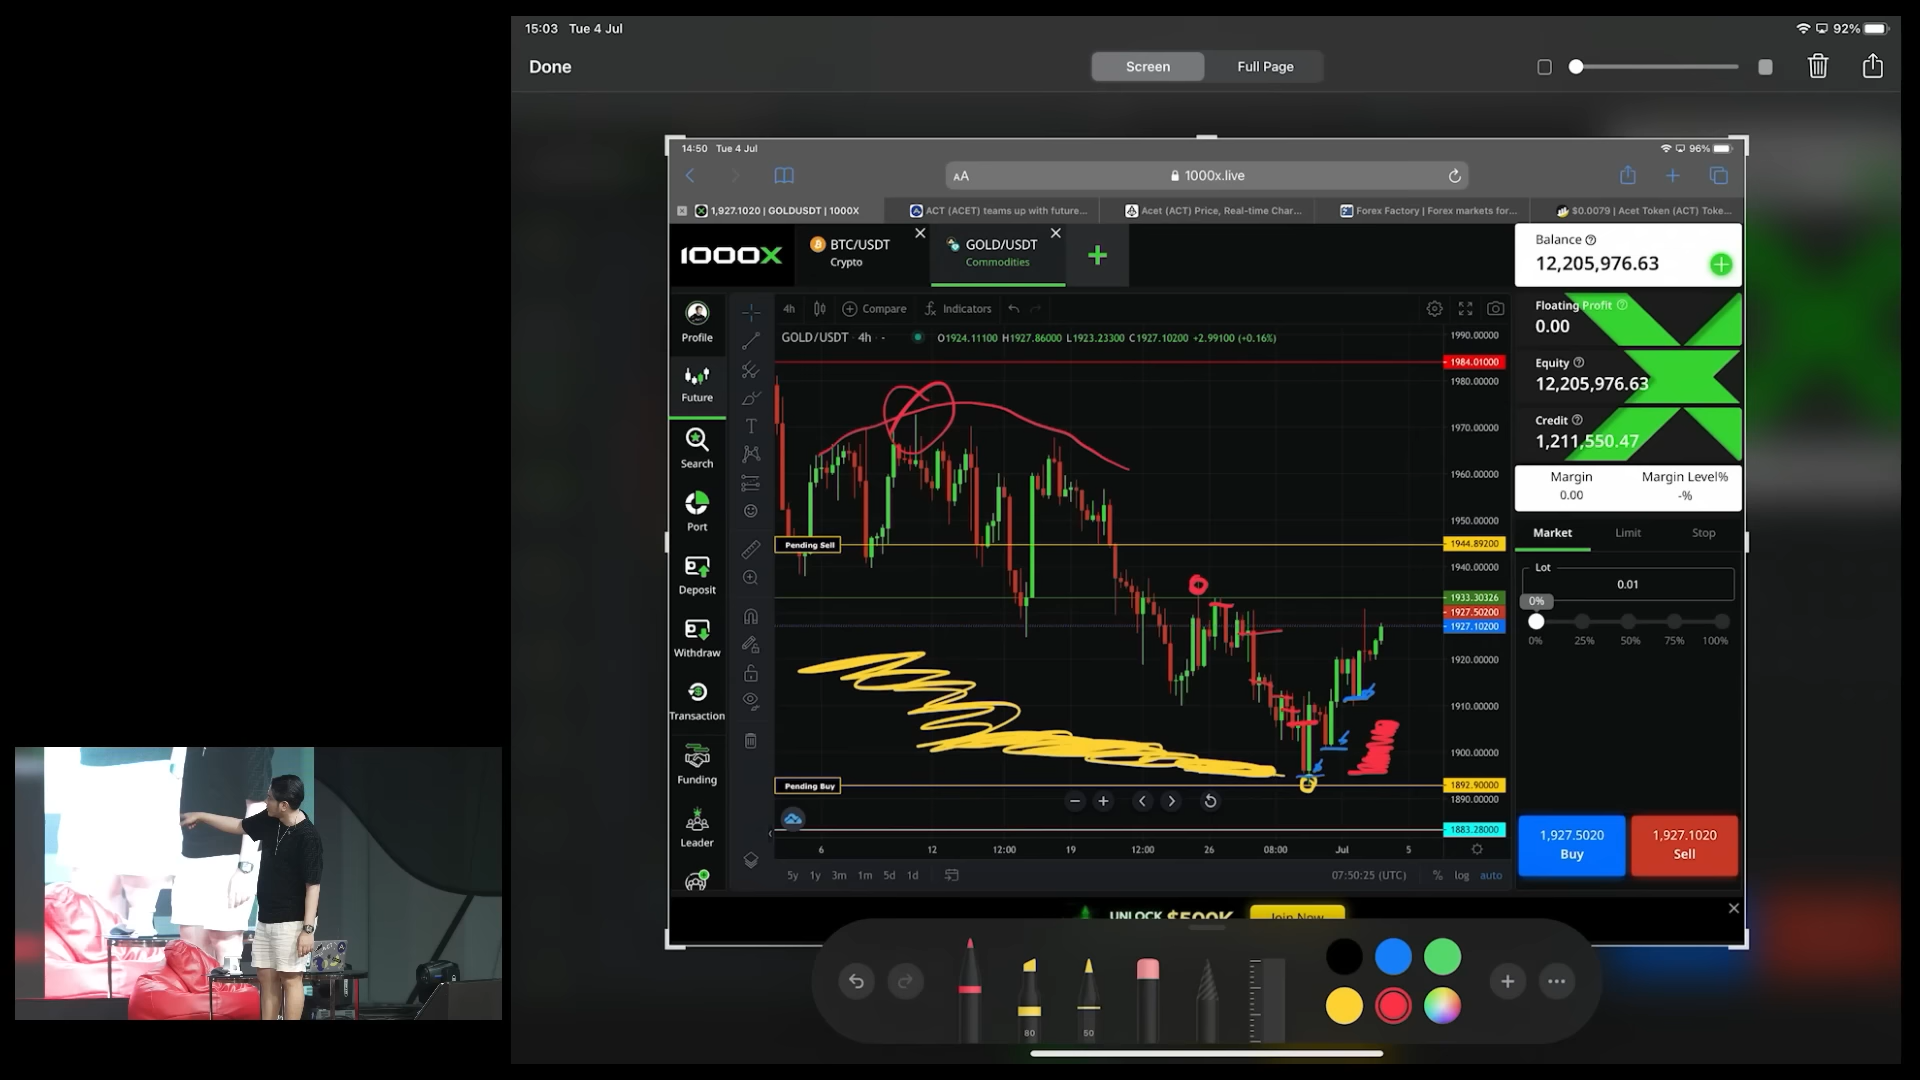 15:03 Tue 4 Jul
92%
Done
Screen
Full Page
14:50 Tue 4 Jul
96%
AA
1000x.live
1,927.1020 | GOLDUSDT | 1000X
ACT (ACET) teams up with future...
Acet (ACT) Price, Real-time Char...
Forex Factory | Forex markets for...
$0.0079 | Acet Token (ACT) Toke...
1000X
BTC/USDT
Crypto
GOLD/USDT
Commodities
Balance
12,205,976.63
Floating Profit
0.00
Equity
12,205,976.63
Credit
1,211,550.47
Margin
0.00
Margin Level%
-%
Market
Limit
Stop
Lot
0.01
0%
0%
25%
50%
75%
100%
1,927.5020
Buy
1,927.1020
Sell
Profile
Future
Search
Port
Deposit
Withdraw
Transaction
Funding
Leader
4h
Compare
Indicators
GOLD/USDT · 4h · -
O1924.11100 H1927.86000 L1923.23300 C1927.10200 +2.99100 (+0.16%)
1990.00000
1984.01000
1980.00000
1970.00000
1960.00000
1950.00000
Pending Sell
1944.89200
1940.00000
1933.30326
1927.50200
1927.10200
1920.00000
1910.00000
1900.00000
Pending Buy
1892.90000
1890.00000
1883.28000
6
12
12:00
19
12:00
26
08:00
Jul
5
5y
1y
3m
1m
5d
1d
07:50:25 (UTC)
%
log
auto
UNLOCK $500K
Join Now
80
50